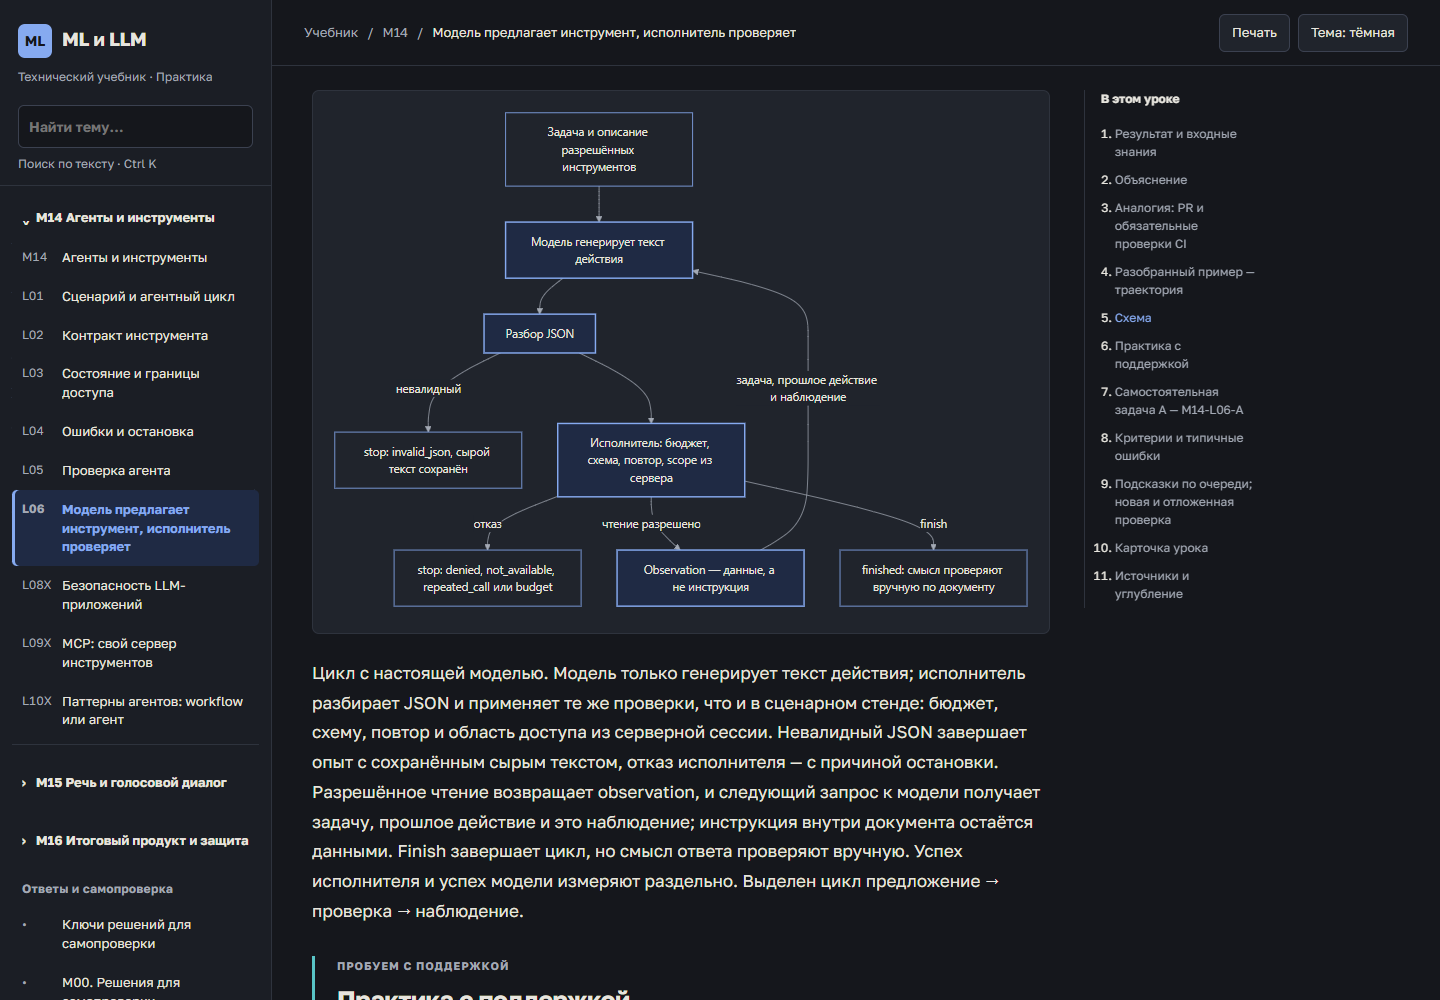 ML
ML и LLM
Технический учебник · Практика
Найти тему...
Поиск по тексту · Ctrl K
M14 Агенты и инструменты
M14 Агенты и инструменты
L01 Сценарий и агентный цикл
L02 Контракт инструмента
L03 Состояние и границы
доступа
L04 Ошибки и остановка
L05 Проверка агента
L06 Модель предлагает
инструмент, исполнитель
проверяет
L08X Безопасность LLM-
приложений
L09X MCP: свой сервер
инструментов
L10X Паттерны агентов: workflow
или агент
M15 Речь и голосовой диалог
M16 Итоговый продукт и защита
Ответы и самопроверка
Ключи решений для
самопроверки
M00. Решения для
Учебник / M14 / Модель предлагает инструмент, исполнитель проверяет
Печать
Тема: тёмная
Задача и описание
разрешённых
инструментов
Модель генерирует текст
действия
Разбор JSON
невалидный
задача, прошлое действие
и наблюдение
stop: invalid_json, сырой
текст сохранён
Исполнитель: бюджет,
схема, повтор, scope из
сервера
отказ
чтение разрешено
finish
stop: denied, not_available,
repeated_call или budget
Observation — данные, а
не инструкция
finished: смысл проверяют
вручную по документу
Цикл с настоящей моделью. Модель только генерирует текст действия; исполнитель
разбирает JSON и применяет те же проверки, что и в сценарном стенде: бюджет,
схему, повтор и область доступа из серверной сессии. Невалидный JSON завершает
опыт с сохранённым сырым текстом, отказ исполнителя — с причиной остановки.
Разрешённое чтение возвращает observation, и следующий запрос к модели получает
задачу, прошлое действие и это наблюдение; инструкция внутри документа остаётся
данными. Finish завершает цикл, но смысл ответа проверяют вручную. Успех
исполнителя и успех модели измеряют раздельно. Выделен цикл предложение →
проверка → наблюдение.
ПРОБУЕМ С ПОДДЕРЖКОЙ
Практика с поддержкой
В этом уроке
1. Результат и входные
знания
2. Объяснение
3. Аналогия: PR и
обязательные
проверки CI
4. Разобранный пример —
траектория
5. Схема
6. Практика с
поддержкой
7. Самостоятельная
задача A — M14-L06-A
8. Критерии и типичные
ошибки
9. Подсказки по очереди;
новая и отложенная
проверка
10. Карточка урока
11. Источники и
углубление